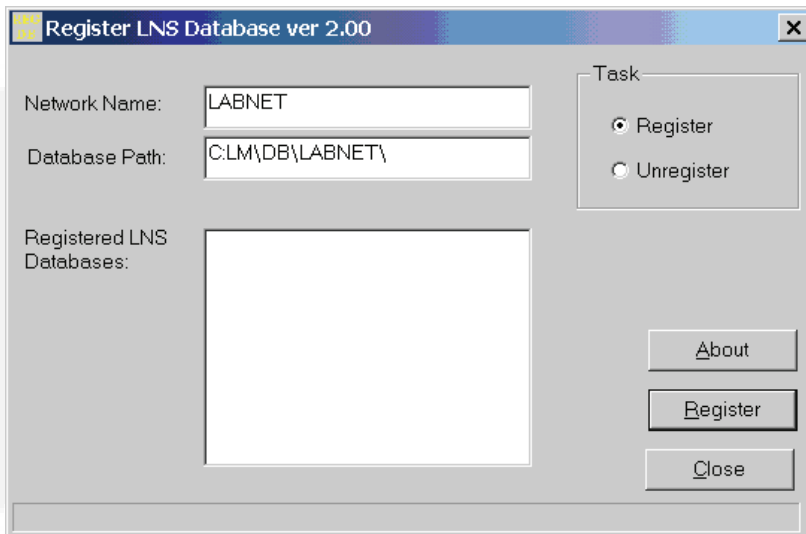 Register LNS Database ver 2.00
Task
Network Name:
LABNET
Register
Database Path:
C:LM\DB\LABNET\
Unregister
Registered LNS
Databases:
About
Register
Close